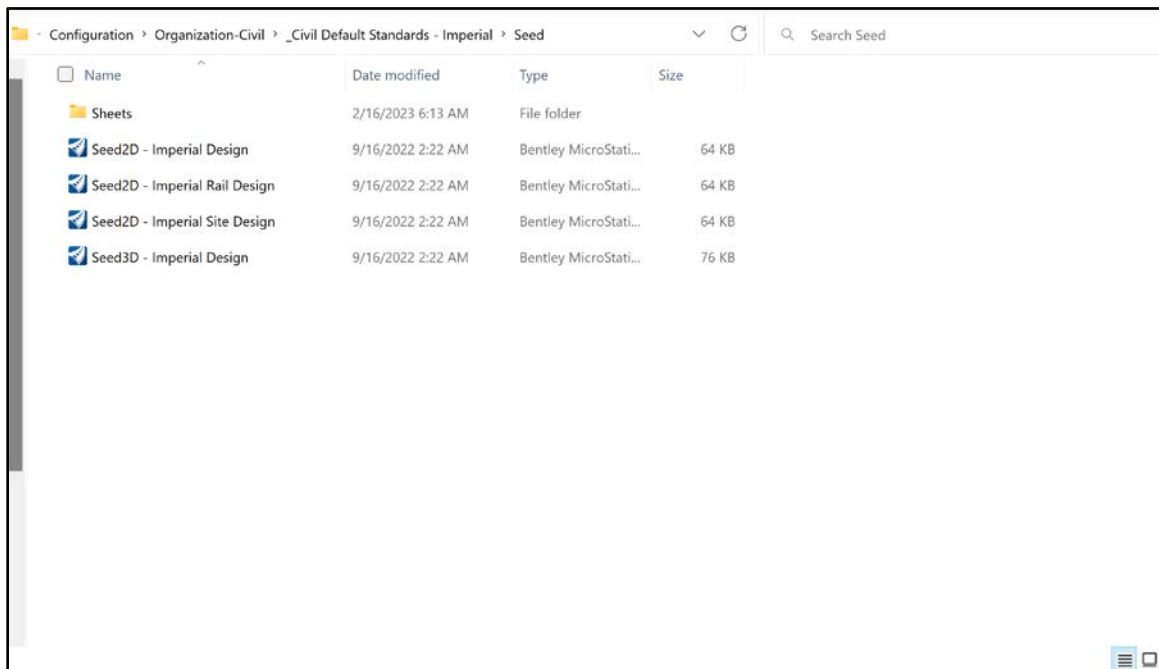 Configuration > Organization-Civil > _Civil Default Standards - Imperial > Seed Search Seed
Name Date modified Type Size
Sheets 2/16/2023 6:13 AM File folder
Seed2D - Imperial Design 9/16/2022 2:22 AM Bentley MicroStati... 64 KB
Seed2D - Imperial Rail Design 9/16/2022 2:22 AM Bentley MicroStati... 64 KB
Seed2D - Imperial Site Design 9/16/2022 2:22 AM Bentley MicroStati... 64 KB
Seed3D - Imperial Design 9/16/2022 2:22 AM Bentley MicroStati... 76 KB